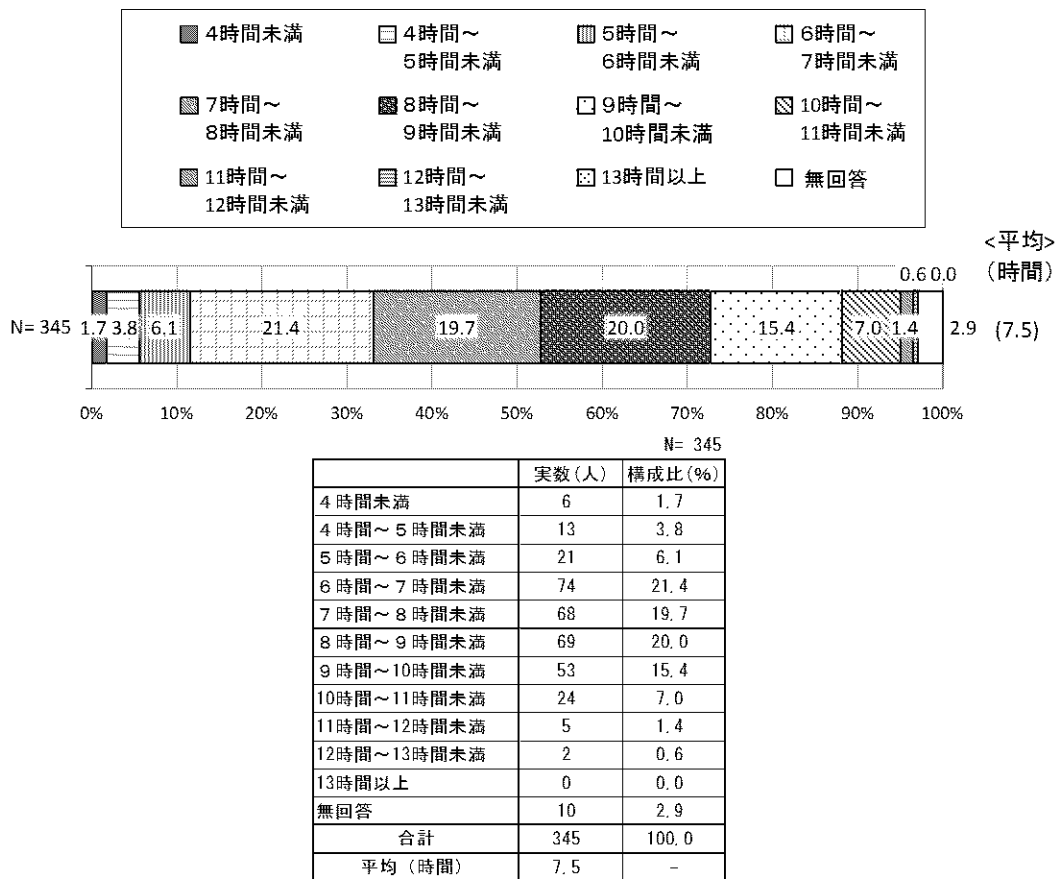 4時間未満 4時間～ 5時間～ 6時間～
5時間未満 6時間未満 7時間未満
7時間～ 8時間～ 9時間～ 10時間～
8時間未満 9時間未満 10時間未満 11時間未満
11時間～ 12時間～ 13時間以上 無回答
12時間未満 13時間未満
<平均>
(時間)
0.6 0.0
N= 345 1.7 3.8 6.1 21.4 19.7 20.0 15.4 7.0 1.4 2.9 (7.5)
0% 10% 20% 30% 40% 50% 60% 70% 80% 90% 100%
N= 345
実数(人) 構成比(%)
4時間未満 6 1.7
4時間～5時間未満 13 3.8
5時間～6時間未満 21 6.1
6時間～7時間未満 74 21.4
7時間～8時間未満 68 19.7
8時間～9時間未満 69 20.0
9時間～10時間未満 53 15.4
10時間～11時間未満 24 7.0
11時間～12時間未満 5 1.4
12時間～13時間未満 2 0.6
13時間以上 0 0.0
無回答 10 2.9
合計 345 100.0
平均(時間) 7.5 -